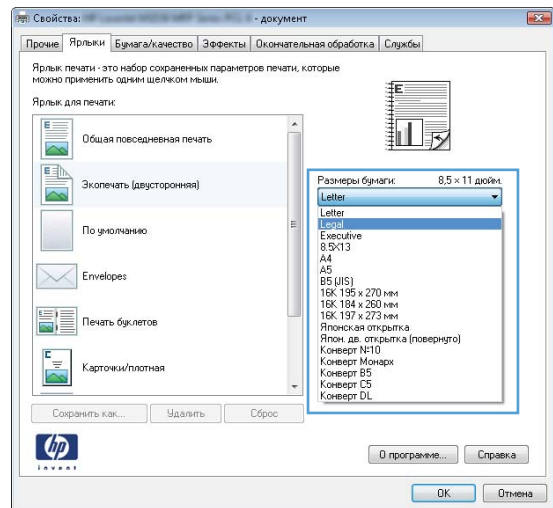 Свойства: - документ
Прочие Ярлыки Бумага/качество Эффекты Окончательная обработка Службы
Ярлык печати - это набор сохраненных параметров печати, которые
можно применить одним щелчком мыши.
Ярлык для печати:
Общая повседневная печать
Экопечать (двусторонняя)
По умолчанию
Envelopes
Печать буклетов
Карточки/плотная
Сохранить как... Удалить Сброс
E
Размеры бумаги: 8,5 × 11 дюйм.
Letter
Letter
Legal
Executive
8.5X13
A4
A5
B5 (JIS)
16K 195 x 270 мм
16K 184 x 260 мм
16K 197 x 273 мм
Японская открытка
Япон. дв. открытка (повернуто)
Конверт №10
Конверт Монарх
Конверт B5
Конверт C5
Конверт DL
hp
invent
О программе... Справка
OK Отмена